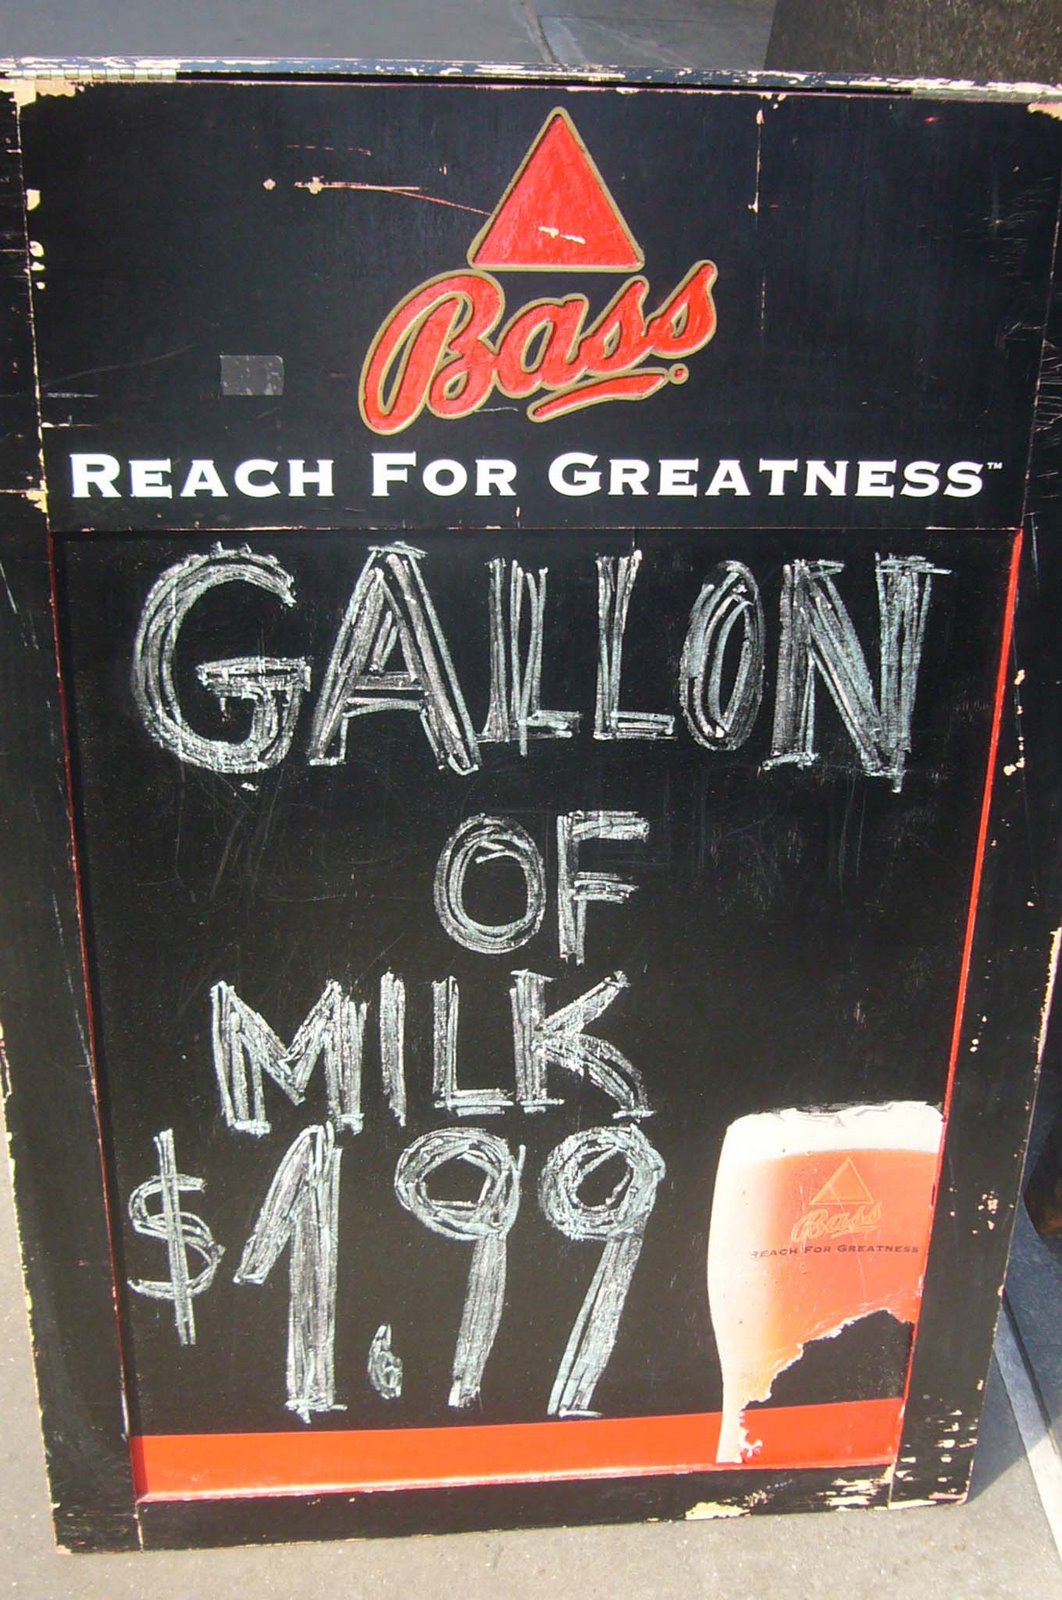 Bass
REACH FOR GREATNESS™
GALLON
OF
MILK
$1.99
Bass
REACH FOR GREATNESS